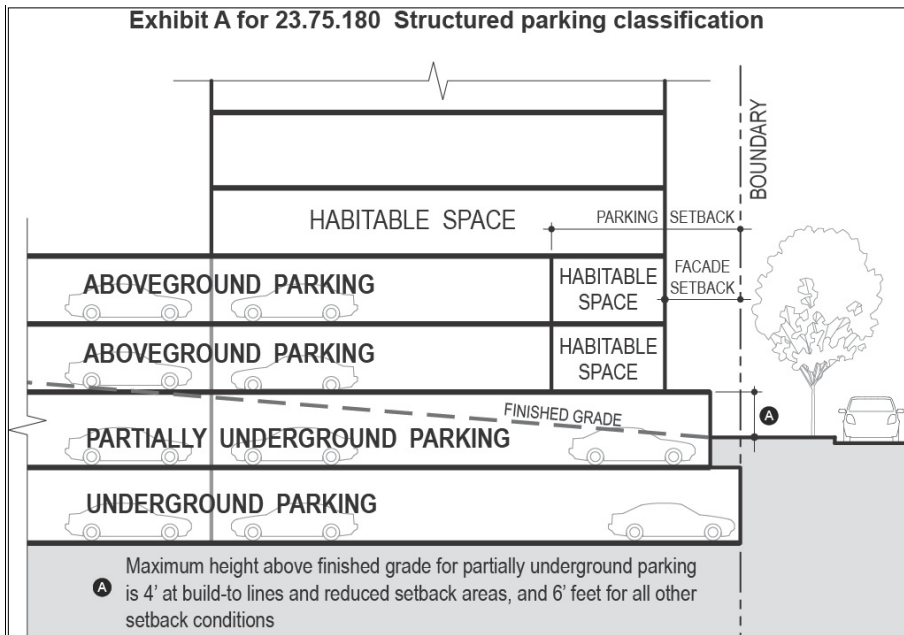 Exhibit A for 23.75.180 Structured parking classification
BOUNDARY
HABITABLE SPACE
PARKING SETBACK
ABOVEGROUND PARKING
HABITABLE
SPACE
FACADE
SETBACK
ABOVEGROUND PARKING
HABITABLE
SPACE
FINISHED GRADE
A
PARTIALLY UNDERGROUND PARKING
UNDERGROUND PARKING
A Maximum height above finished grade for partially underground parking
is 4' at build-to lines and reduced setback areas, and 6' feet for all other
setback conditions